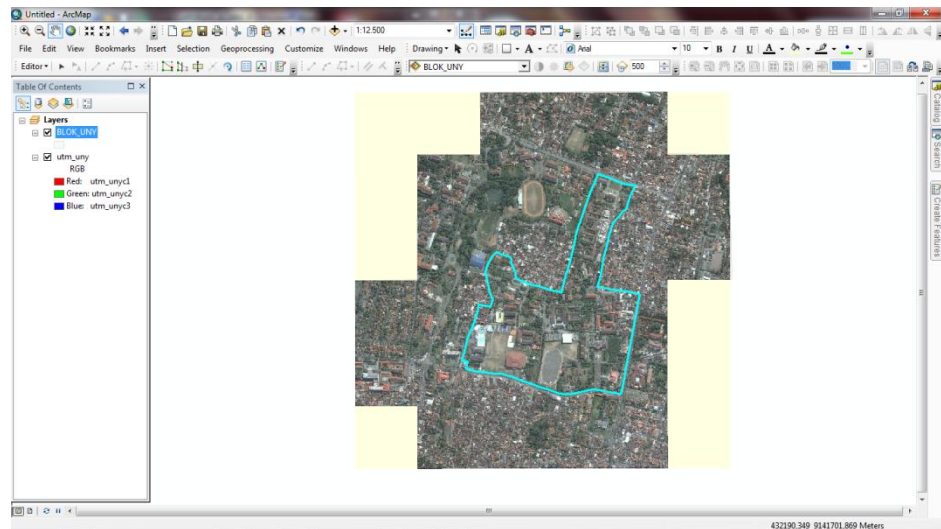 Untitled - ArcMap
1:12.500
File Edit View Bookmarks Insert Selection Geoprocessing Customize Windows Help Drawing A Arial 10 B I U A
Editor BLOK_UNY 500
Table Of Contents
Layers
BLOK_UNY
utm_uny
RGB
Red: utm_unyc1
Green: utm_unyc2
Blue: utm_unyc3
Catalog
Search
Create Features
432190.349 9141701.869 Meters